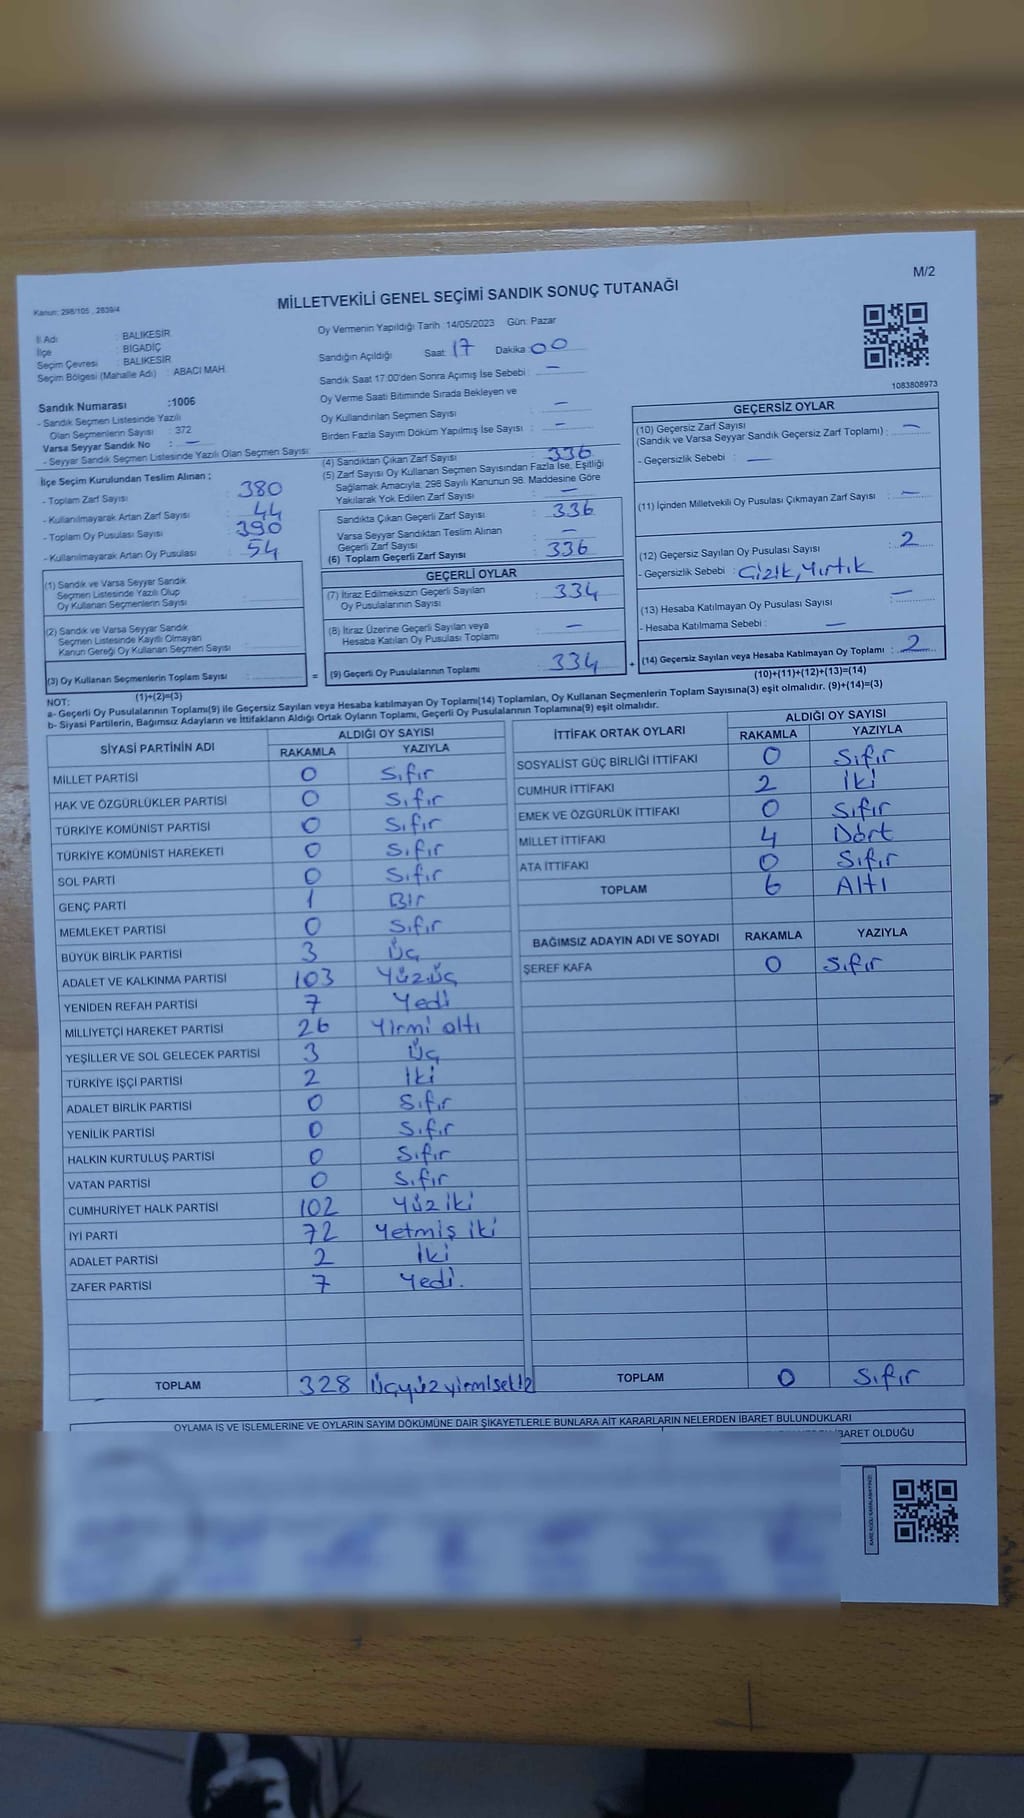 M/2
MİLLETVEKİLİ GENEL SEÇİMİ SANDIK SONUÇ TUTANAĞI
Kanun: 298/105 , 2839/4
İl Adı : BALIKESİR
İlçe : BİGADİÇ
Seçim Çevresi : BALIKESİR
Seçim Bölgesi (Mahalle Adı) : ABACI MAH.
Sandık Numarası :1006
- Sandık Seçmen Listesinde Yazılı
Olan Seçmenlerin Sayısı : 372
Varsa Seyyar Sandık No : —
- Seyyar Sandık Seçmen Listesinde Yazılı Olan Seçmen Sayısı:
Oy Vermenin Yapıldığı Tarih :14/05/2023 Gün: Pazar
Sandığın Açıldığı Saat: 17 Dakika: 00
Sandık Saat 17:00'den Sonra Açımış İse Sebebi : —
Oy Verme Saati Bitiminde Sırada Bekleyen ve
Oy Kullandırılan Seçmen Sayısı : —
Birden Fazla Sayım Döküm Yapılmış İse Sayısı : —
1083808973
İlçe Seçim Kurulundan Teslim Alınan ;
- Toplam Zarf Sayısı : 380
- Kullanılmayarak Artan Zarf Sayısı : 44
- Toplam Oy Pusulası Sayısı : 390
- Kullanılmayarak Artan Oy Pusulası : 54
(1) Sandık ve Varsa Seyyar Sandık
Seçmen Listesinde Yazılı Olup
Oy Kullanan Seçmenlerin Sayısı :
(2) Sandık ve Varsa Seyyar Sandık
Seçmen Listesinde Kayıtlı Olmayan
Kanun Gereği Oy Kullanan Seçmen Sayısı :
(3) Oy Kullanan Seçmenlerin Toplam Sayısı :
(1)+(2)=(3)
(4) Sandıktan Çıkan Zarf Sayısı : 336
(5) Zarf Sayısı Oy Kullanan Seçmen Sayısından Fazla İse, Eşitliği
Sağlamak Amacıyla; 298 Sayılı Kanunun 98. Maddesine Göre
Yakılarak Yok Edilen Zarf Sayısı : —
Sandıkta Çıkan Geçerli Zarf Sayısı : 336
Varsa Seyyar Sandıktan Teslim Alınan
Geçerli Zarf Sayısı : —
(6) Toplam Geçerli Zarf Sayısı : 336
GEÇERLİ OYLAR
(7) İtiraz Edilmeksizin Geçerli Sayılan
Oy Pusulalarının Sayısı : 334
(8) İtiraz Üzerine Geçerli Sayılan veya
Hesaba Katılan Oy Pusulası Toplamı : —
= (9) Geçerli Oy Pusulalarının Toplamı : 334 +
GEÇERSİZ OYLAR
(10) Geçersiz Zarf Sayısı
(Sandık ve Varsa Seyyar Sandık Geçersiz Zarf Toplamı) : —
- Geçersizlik Sebebi : —
(11) İçinden Milletvekili Oy Pusulası Çıkmayan Zarf Sayısı : —
(12) Geçersiz Sayılan Oy Pusulası Sayısı : 2
- Geçersizlik Sebebi : Çizik, Yırtık
(13) Hesaba Katılmayan Oy Pusulası Sayısı : —
- Hesaba Katılmama Sebebi : —
(14) Geçersiz Sayılan veya Hesaba Katılmayan Oy Toplamı : 2
(10)+(11)+(12)+(13)=(14)
NOT:
a- Geçerli Oy Pusulalarının Toplamı(9) ile Geçersiz Sayılan veya Hesaba katılmayan Oy Toplamı(14) Toplamları, Oy Kullanan Seçmenlerin Toplam Sayısına(3) eşit olmalıdır. (9)+(14)=(3)
b- Siyasi Partilerin, Bağımsız Adayların ve İttifakların Aldığı Ortak Oyların Toplamı, Geçerli Oy Pusulalarının Toplamına(9) eşit olmalıdır.
SİYASİ PARTİNİN ADI ALDIĞI OY SAYISI
RAKAMLA YAZIYLA
MİLLET PARTİSİ 0 Sıfır
HAK VE ÖZGÜRLÜKLER PARTİSİ 0 Sıfır
TÜRKİYE KOMÜNİST PARTİSİ 0 Sıfır
TÜRKİYE KOMÜNİST HAREKETİ 0 Sıfır
SOL PARTİ 0 Sıfır
GENÇ PARTİ 1 Bir
MEMLEKET PARTİSİ 0 Sıfır
BÜYÜK BİRLİK PARTİSİ 3 Üç
ADALET VE KALKINMA PARTİSİ 103 Yüz üç
YENİDEN REFAH PARTİSİ 7 Yedi
MİLLİYETÇİ HAREKET PARTİSİ 26 Yirmi altı
YEŞİLLER VE SOL GELECEK PARTİSİ 3 Üç
TÜRKİYE İŞÇİ PARTİSİ 2 İki
ADALET BİRLİK PARTİSİ 0 Sıfır
YENİLİK PARTİSİ 0 Sıfır
HALKIN KURTULUŞ PARTİSİ 0 Sıfır
VATAN PARTİSİ 0 Sıfır
CUMHURİYET HALK PARTİSİ 102 Yüz iki
İYİ PARTİ 72 Yetmiş iki
ADALET PARTİSİ 2 İki
ZAFER PARTİSİ 7 Yedi.
TOPLAM 328 Üçyüzyirmisekiz
İTTİFAK ORTAK OYLARI ALDIĞI OY SAYISI
RAKAMLA YAZIYLA
SOSYALİST GÜÇ BİRLİĞİ İTTİFAKI 0 Sıfır
CUMHUR İTTİFAKI 2 İki
EMEK VE ÖZGÜRLÜK İTTİFAKI 0 Sıfır
MİLLET İTTİFAKI 4 Dört
ATA İTTİFAKI 0 Sıfır
TOPLAM 6 Altı
BAĞIMSIZ ADAYIN ADI VE SOYADI RAKAMLA YAZIYLA
ŞEREF KAFA 0 Sıfır
TOPLAM 0 Sıfır
OYLAMA İŞ VE İŞLEMLERİNE VE OYLARIN SAYIM DÖKÜMÜNE DAİR ŞİKAYETLERLE BUNLARA AİT KARARLARIN NELERDEN İBARET BULUNDUKLARI
İBARET OLDUĞU